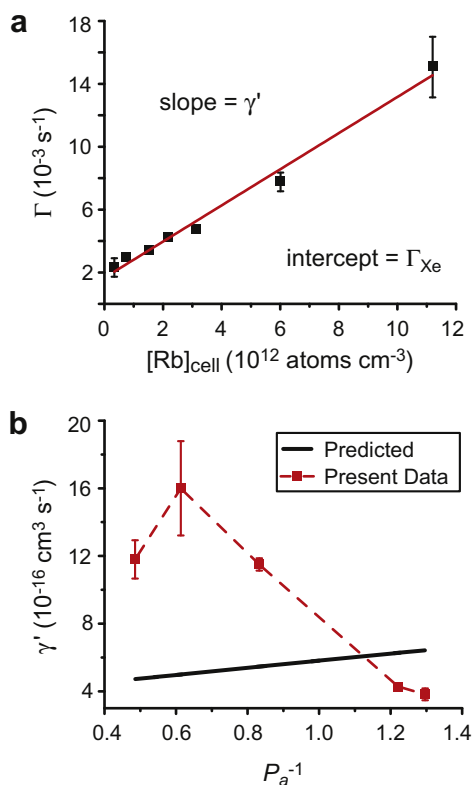 a
18
14
10
6
2
Γ (10⁻³ s⁻¹)
slope = γ'
intercept = Γ_Xe
0 2 4 6 8 10 12
[Rb]cell (10¹² atoms cm⁻³)
b
20
16
12
8
4
γ' (10⁻¹⁶ cm³ s⁻¹)
Predicted
Present Data
0.4 0.6 0.8 1.0 1.2 1.4
Pₐ⁻¹